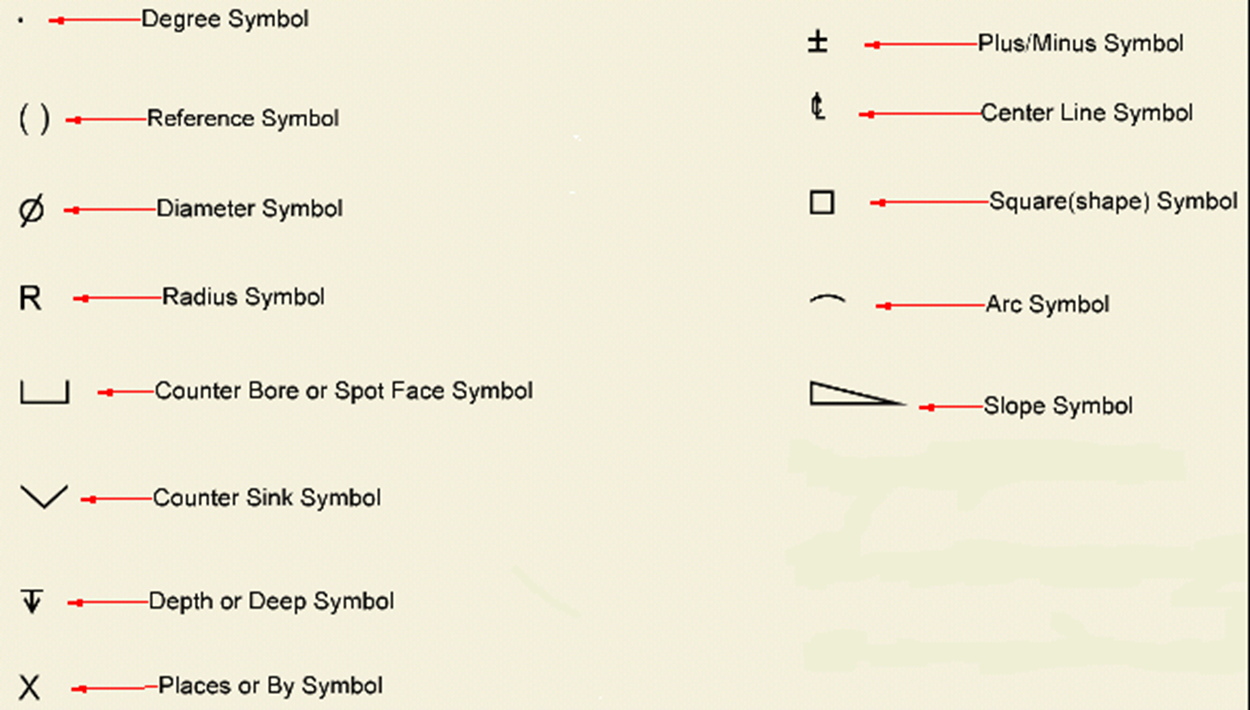 ° Degree Symbol
( ) Reference Symbol
⌀ Diameter Symbol
R Radius Symbol
⌴ Counter Bore or Spot Face Symbol
⌵ Counter Sink Symbol
↧ Depth or Deep Symbol
X Places or By Symbol
± Plus/Minus Symbol
℄ Center Line Symbol
□ Square(shape) Symbol
⌒ Arc Symbol
⌳ Slope Symbol